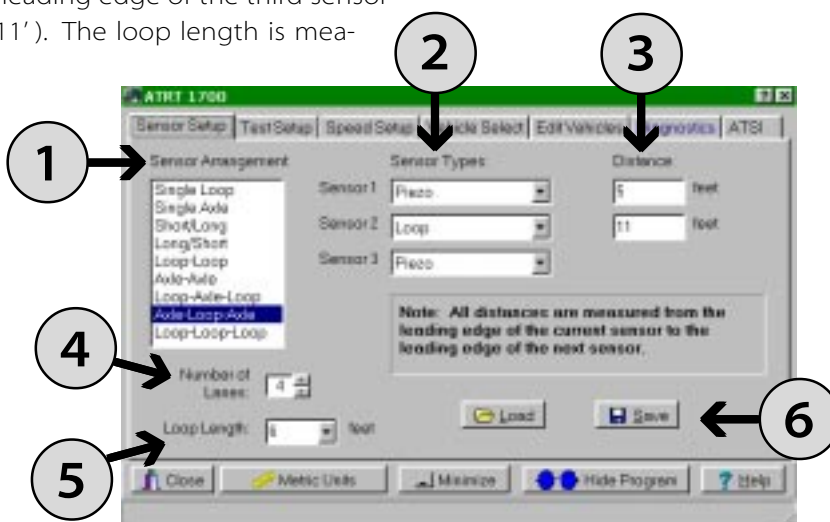 leading edge of the third sensor
11’ ). The loop length is mea-
2
3
ATRT 1700
Sensor Setup Test Setup Speed Setup Vehicle Select Edit Vehicles Diagnostics ATSI
1
Sensor Arrangement
Sensor Types
Distance
Single Loop
Single Axle
Short/Long
Long/Short
Loop-Loop
Axle-Axle
Loop-Axle-Loop
Axle-Loop-Axle
Loop-Loop-Loop
Sensor 1 Piezo
feet
Sensor 2 Loop 11 feet
Sensor 3 Piezo
Note: All distances are measured from the
leading edge of the current sensor to the
leading edge of the next sensor.
4
Number of
Lanes: 4
Load
Save
6
5
Loop Length: feet
Close
Metric Units
Minimize
Hide Program
Help